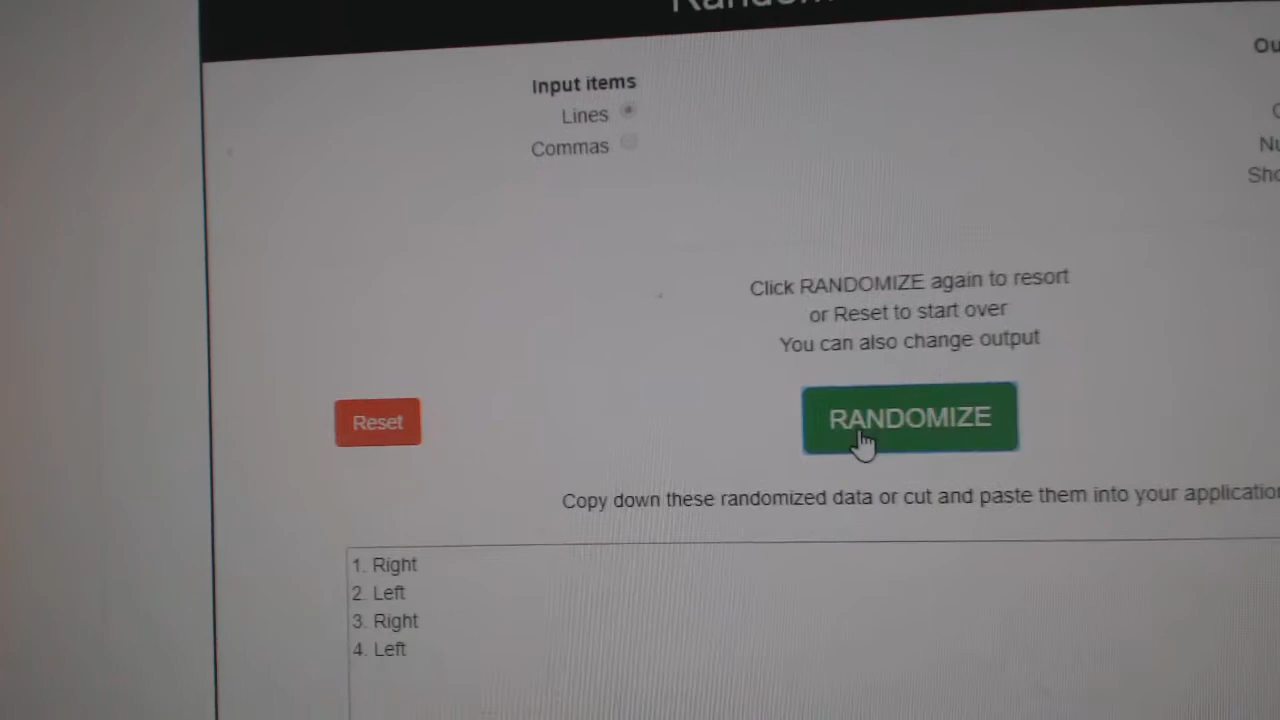 Input items
Lines
Commas
Click RANDOMIZE again to resort
or Reset to start over
You can also change output
Reset
RANDOMIZE
Copy down these randomized data or cut and paste them into your
1. Right
2. Left
3. Right
4. Left